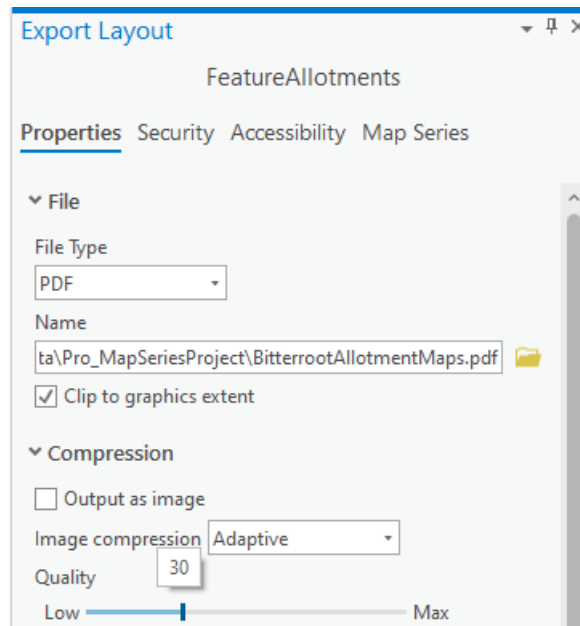 Export Layout
FeatureAllotments
Properties Security Accessibility Map Series
File
File Type
PDF
Name
ta\Pro_MapSeriesProject\BitterrootAllotmentMaps.pdf
Clip to graphics extent
Compression
Output as image
Image compression Adaptive
30
Quality
Low Max